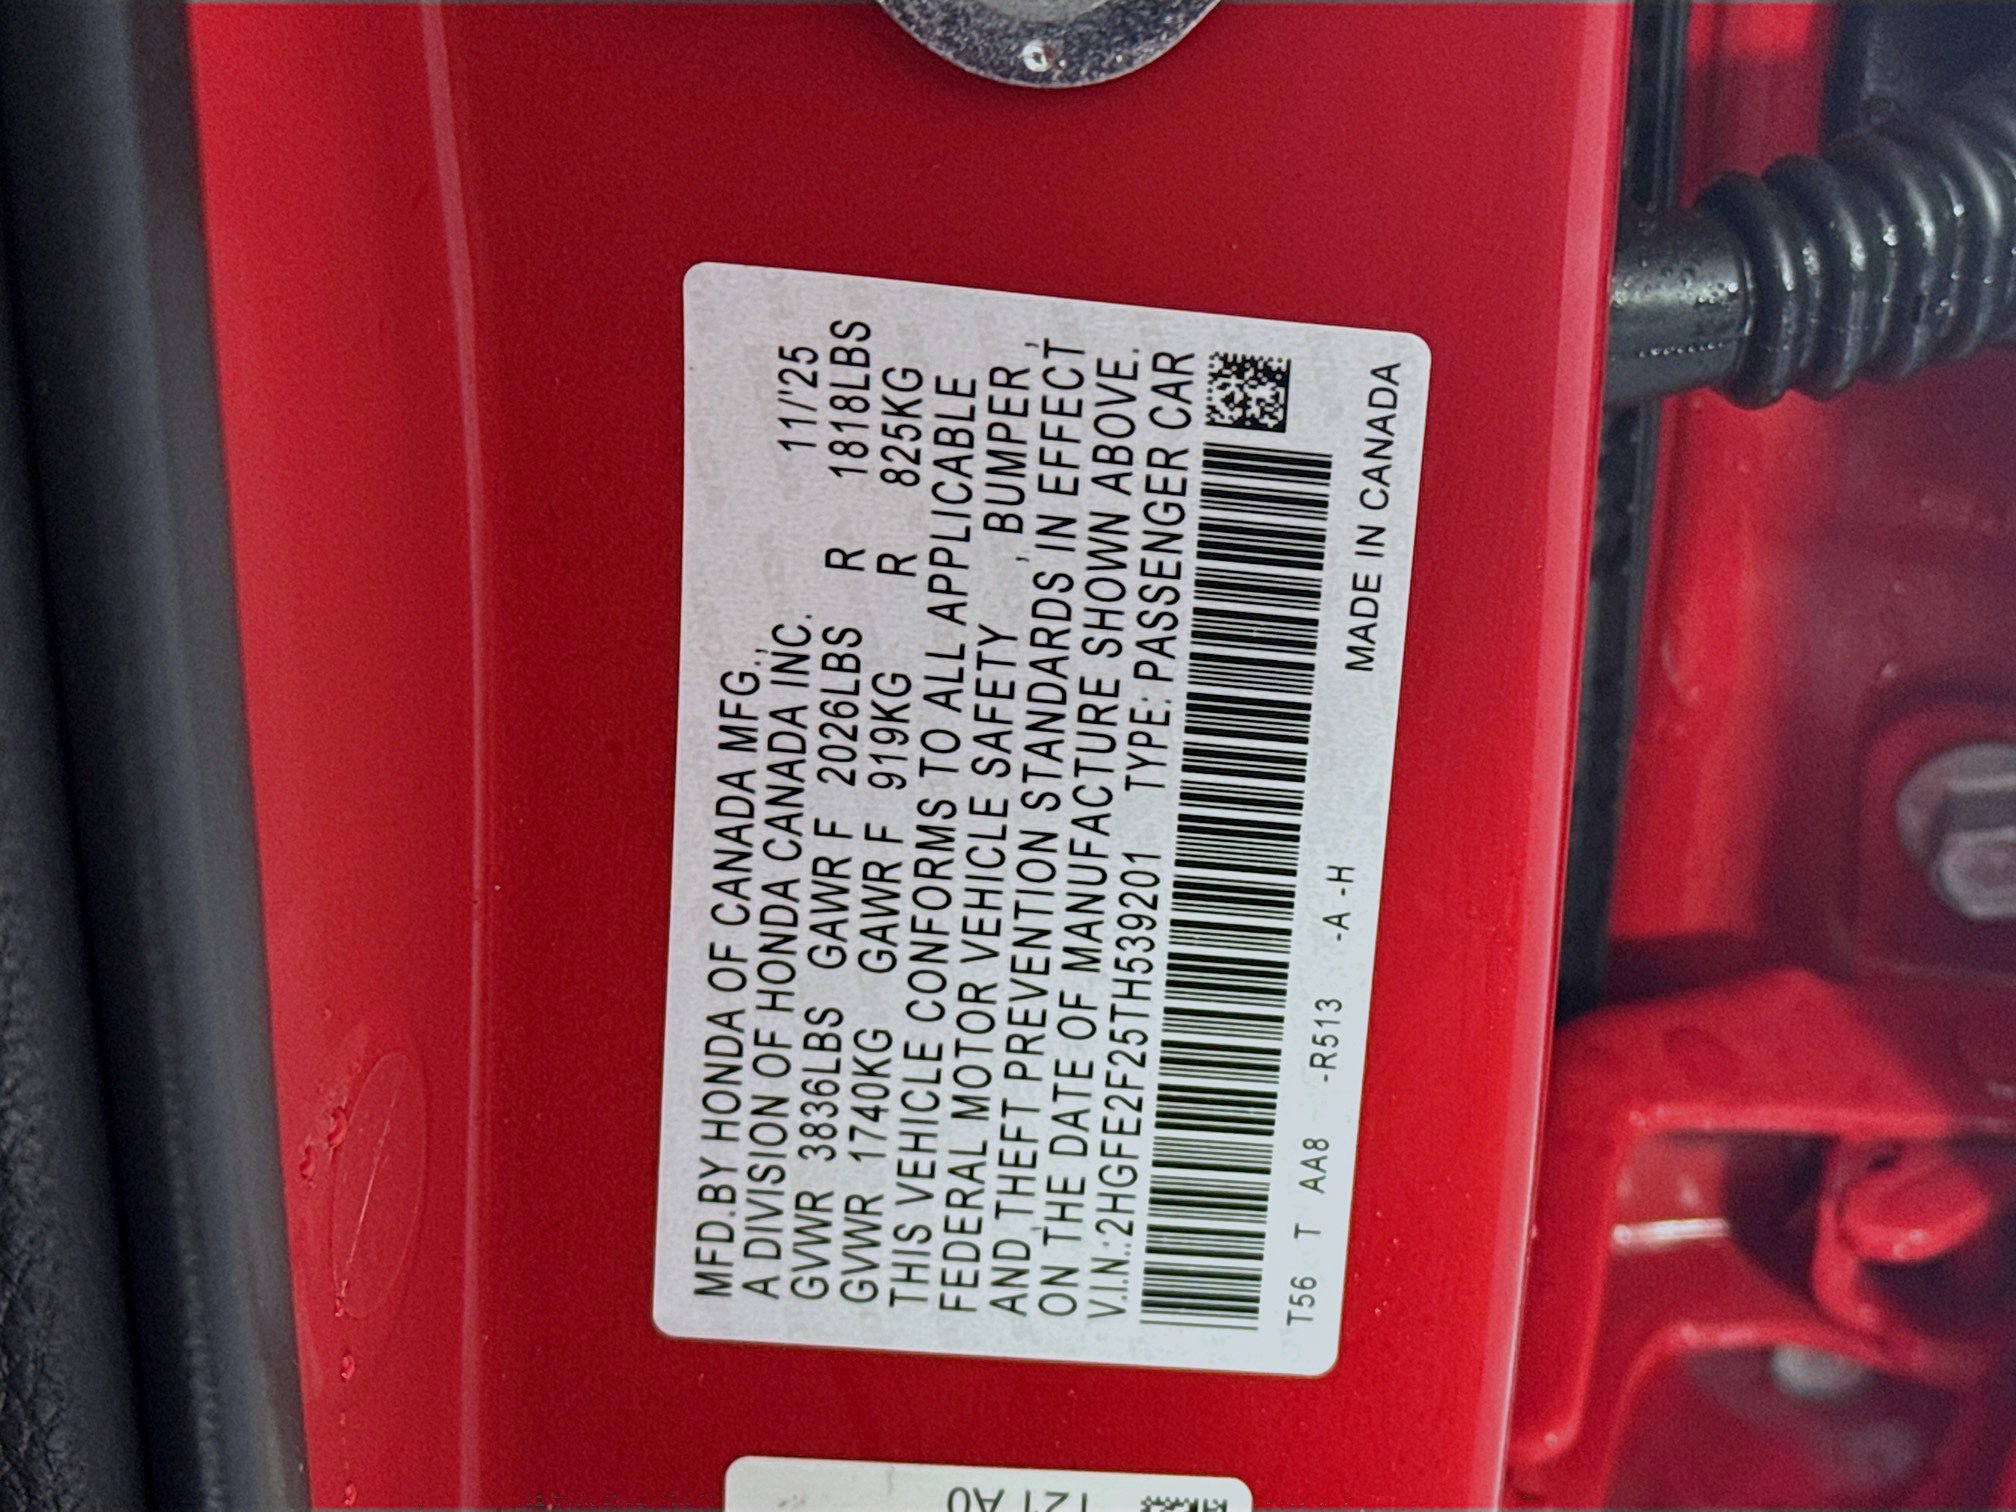 MFD.BY HONDA OF CANADA MFG.,
A DIVISION OF HONDA CANADA INC. 11/'25
GVWR 3836LBS GAWR F 2026LBS R 1818LBS
GVWR 1740KG GAWR F 919KG R 825KG
THIS VEHICLE CONFORMS TO ALL APPLICABLE
FEDERAL MOTOR VEHICLE SAFETY , BUMPER ,
AND THEFT PREVENTION STANDARDS IN EFFECT
ON THE DATE OF MANUFACTURE SHOWN ABOVE.
V.I.N.:2HGFE2F25TH539201 TYPE: PASSENGER CAR
T56 T AA8 -R513 -A -H MADE IN CANADA
TZ1 A0